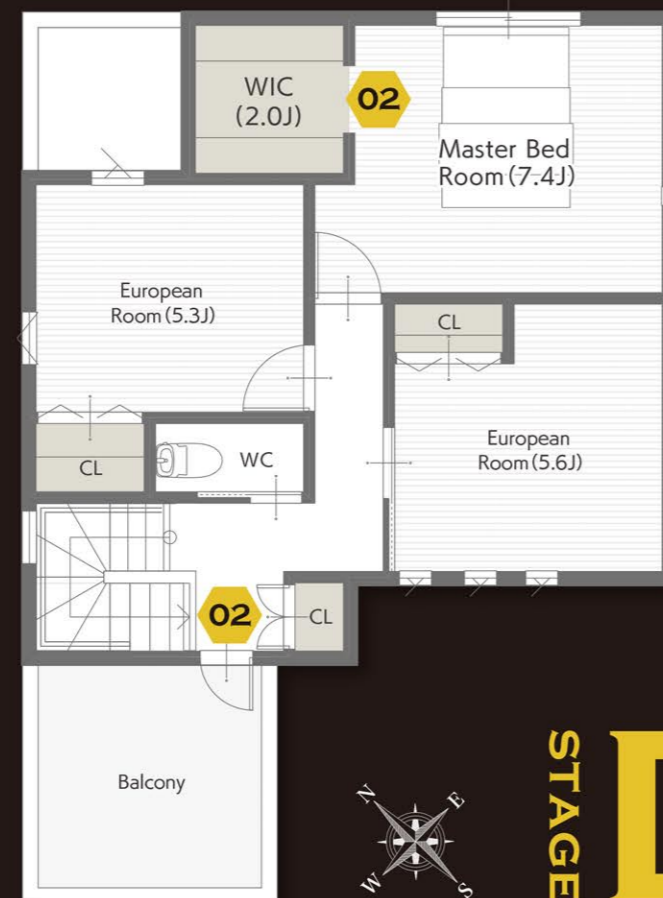 WIC
(2.0J)
02
Master Bed
Room (7.4J)
European
Room (5.3J)
CL
European
Room (5.6J)
CL
WC
02
CL
Balcony
N
E
W
S
STAGE